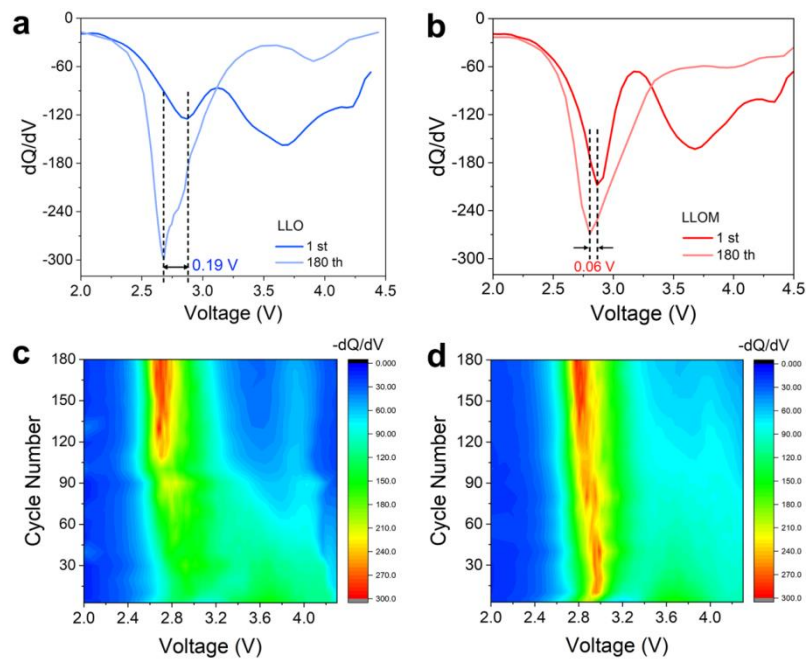 a
0
-60
-120
-180
-240
-300
dQ/dV
LLO
1 st
180 th
0.19 V
2.0 2.5 3.0 3.5 4.0 4.5
Voltage (V)
b
0
-60
-120
-180
-240
-300
dQ/dV
LLOM
1 st
180 th
0.06 V
2.0 2.5 3.0 3.5 4.0 4.5
Voltage (V)
c
-dQ/dV
180
150
120
90
60
30
Cycle Number
2.0 2.4 2.8 3.2 3.6 4.0
Voltage (V)
0.000
30.00
60.00
90.00
120.0
150.0
180.0
210.0
240.0
270.0
300.0
d
-dQ/dV
180
150
120
90
60
30
Cycle Number
2.0 2.4 2.8 3.2 3.6 4.0
Voltage (V)
0.000
30.00
60.00
90.00
120.0
150.0
180.0
210.0
240.0
270.0
300.0